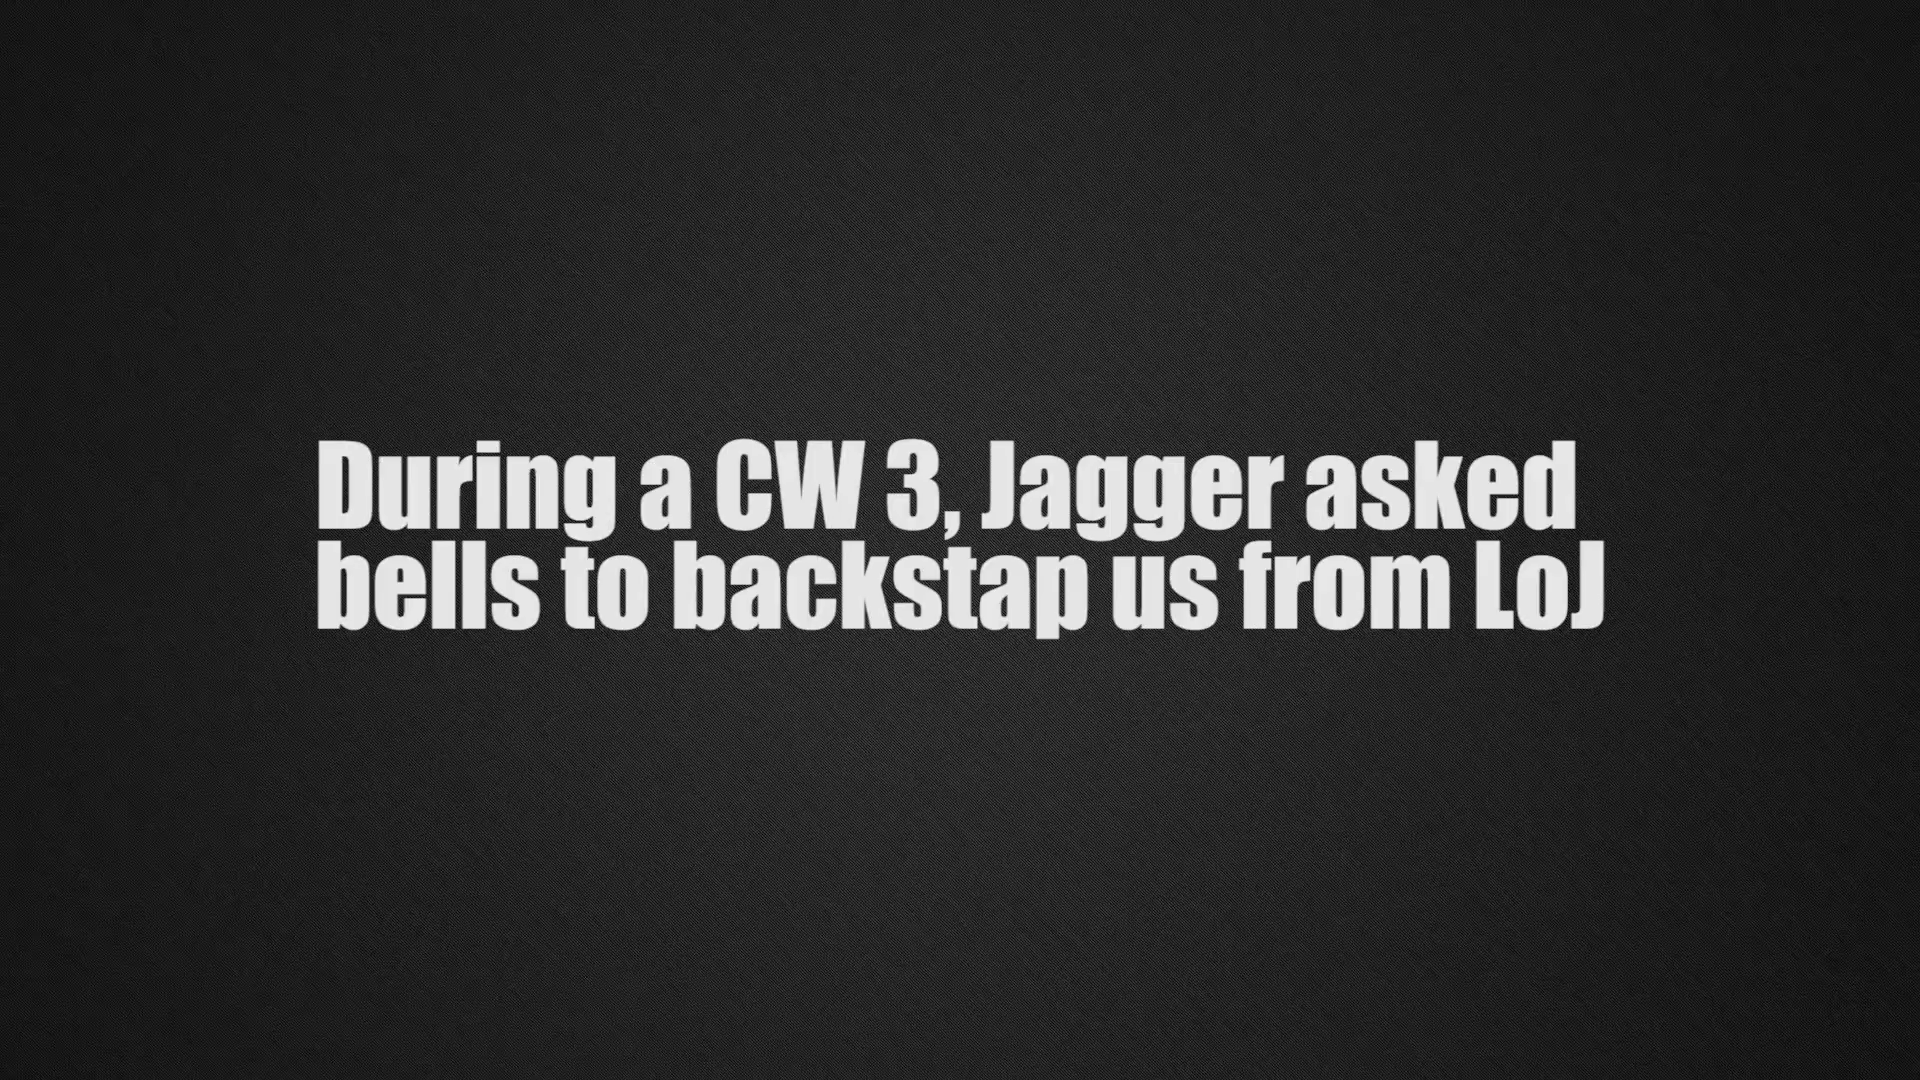 During a CW 3, Jagger asked
bells to backstap us from LoJ